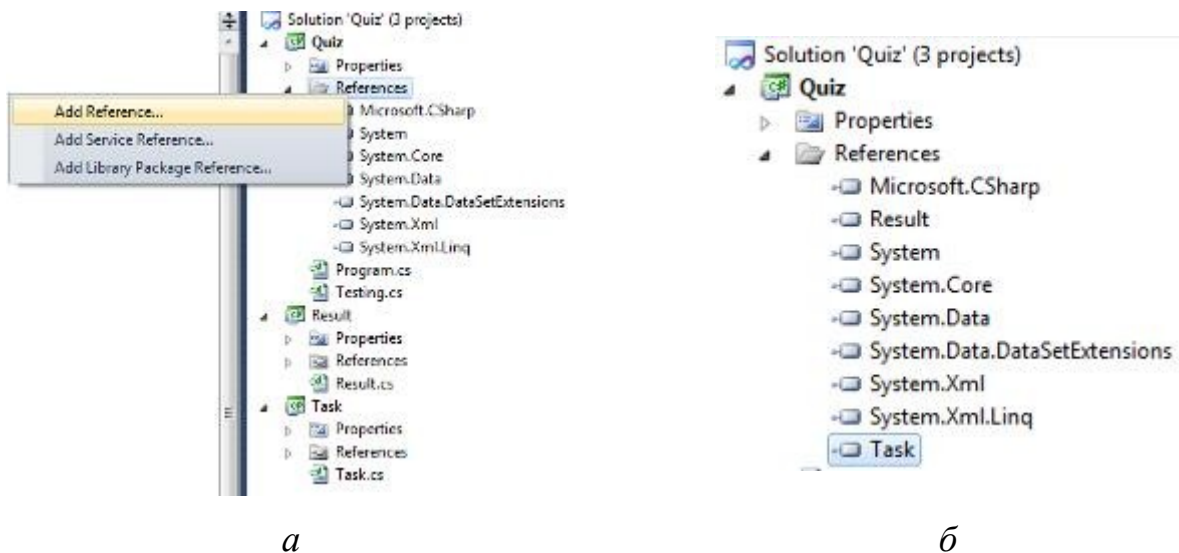 Solution 'Quiz' (3 projects)
Quiz
Properties
References
Add Reference...
Microsoft.CSharp
Add Service Reference...
System
Add Library Package Reference...
System.Core
System.Data
System.Data.DataSetExtensions
System.Xml
System.Xml.Linq
Program.cs
Testing.cs
Result
Properties
References
Result.cs
Task
Properties
References
Task.cs
а
Solution 'Quiz' (3 projects)
Quiz
Properties
References
Microsoft.CSharp
Result
System
System.Core
System.Data
System.Data.DataSetExtensions
System.Xml
System.Xml.Linq
Task
б